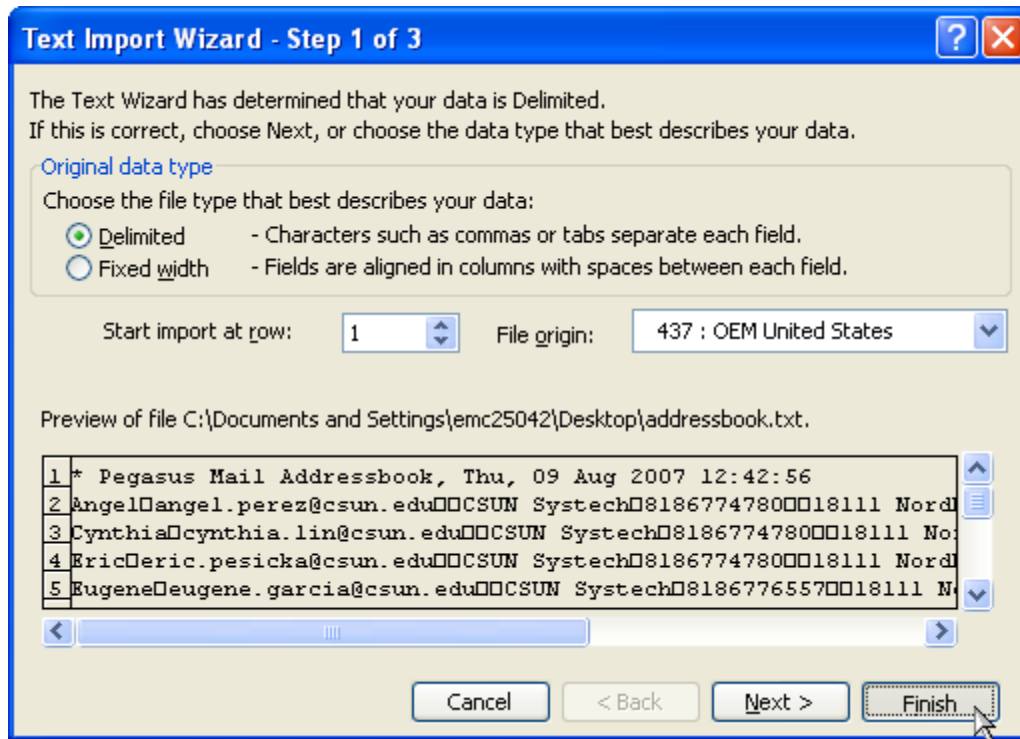 Text Import Wizard - Step 1 of 3
The Text Wizard has determined that your data is Delimited.
If this is correct, choose Next, or choose the data type that best describes your data.
Original data type
Choose the file type that best describes your data:
Delimited - Characters such as commas or tabs separate each field.
Fixed width - Fields are aligned in columns with spaces between each field.
Start import at row: 1 File origin: 437 : OEM United States
Preview of file C:\Documents and Settings\emc25042\Desktop\addressbook.txt.
1 * Pegasus Mail Addressbook, Thu, 09 Aug 2007 12:42:56
2 Angel□angel.perez@csun.edu□□CSUN Systech□8186774780□□18111 Nord
3 Cynthia□cynthia.lin@csun.edu□□CSUN Systech□8186774780□□18111 No
4 Eric□eric.pesicka@csun.edu□□CSUN Systech□8186774780□□18111 Nord
5 Eugene□eugene.garcia@csun.edu□□CSUN Systech□8186776557□□18111 N
Cancel < Back Next > Finish